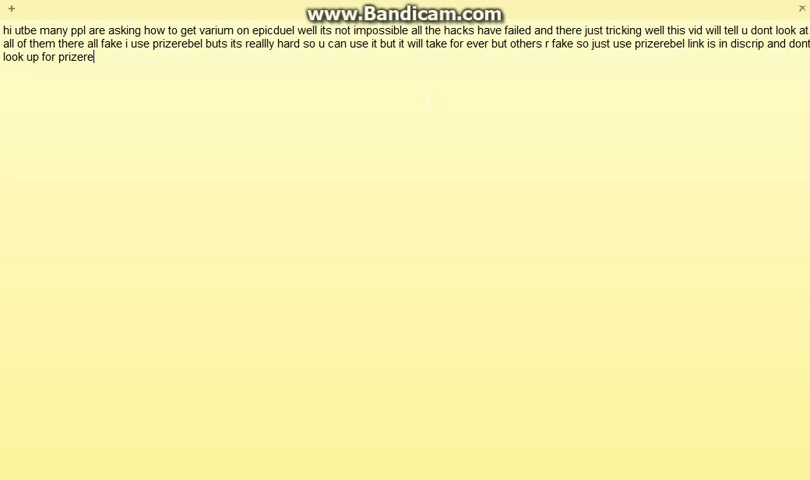 www.Bandicam.com
hi utbe many ppl are asking how to get varium on epicduel well its not impossible all the hacks have failed and there just tricking well this vid will tell u dont look at
all of them there all fake i use prizerebel buts its reallly hard so u can use it but it will take for ever but others r fake so just use prizerebel link is in discrip and dont
look up for prizere